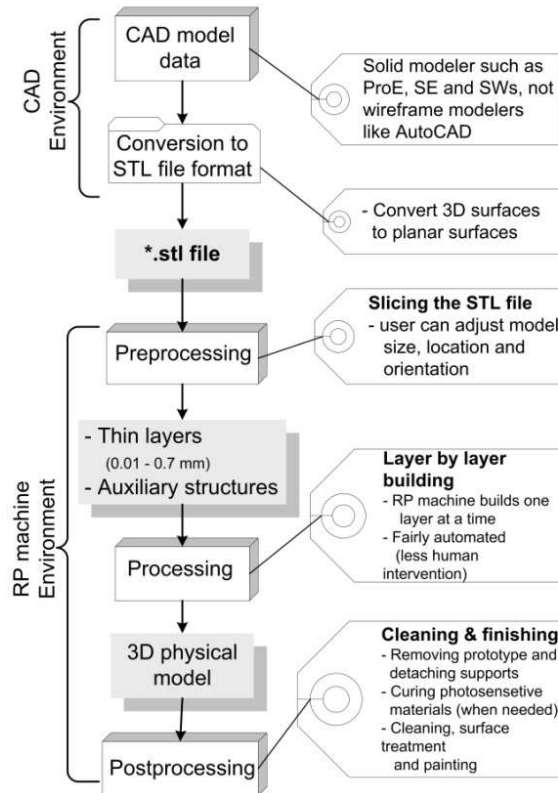 CAD
Environment
CAD model
data
Solid modeler such as
ProE, SE and SWs, not
wireframe modelers
like AutoCAD
Conversion to
STL file format
- Convert 3D surfaces
to planar surfaces
*.stl file
RP machine
Environment
Preprocessing
Slicing the STL file
- user can adjust model
size, location and
orientation
- Thin layers
(0.01 - 0.7 mm)
- Auxiliary structures
Layer by layer
building
- RP machine builds one
layer at a time
- Fairly automated
(less human
intervention)
Processing
3D physical
model
Cleaning & finishing
- Removing prototype and
detaching supports
- Curing photosensetive
materials (when needed)
- Cleaning, surface
treatment
and painting
Postprocessing